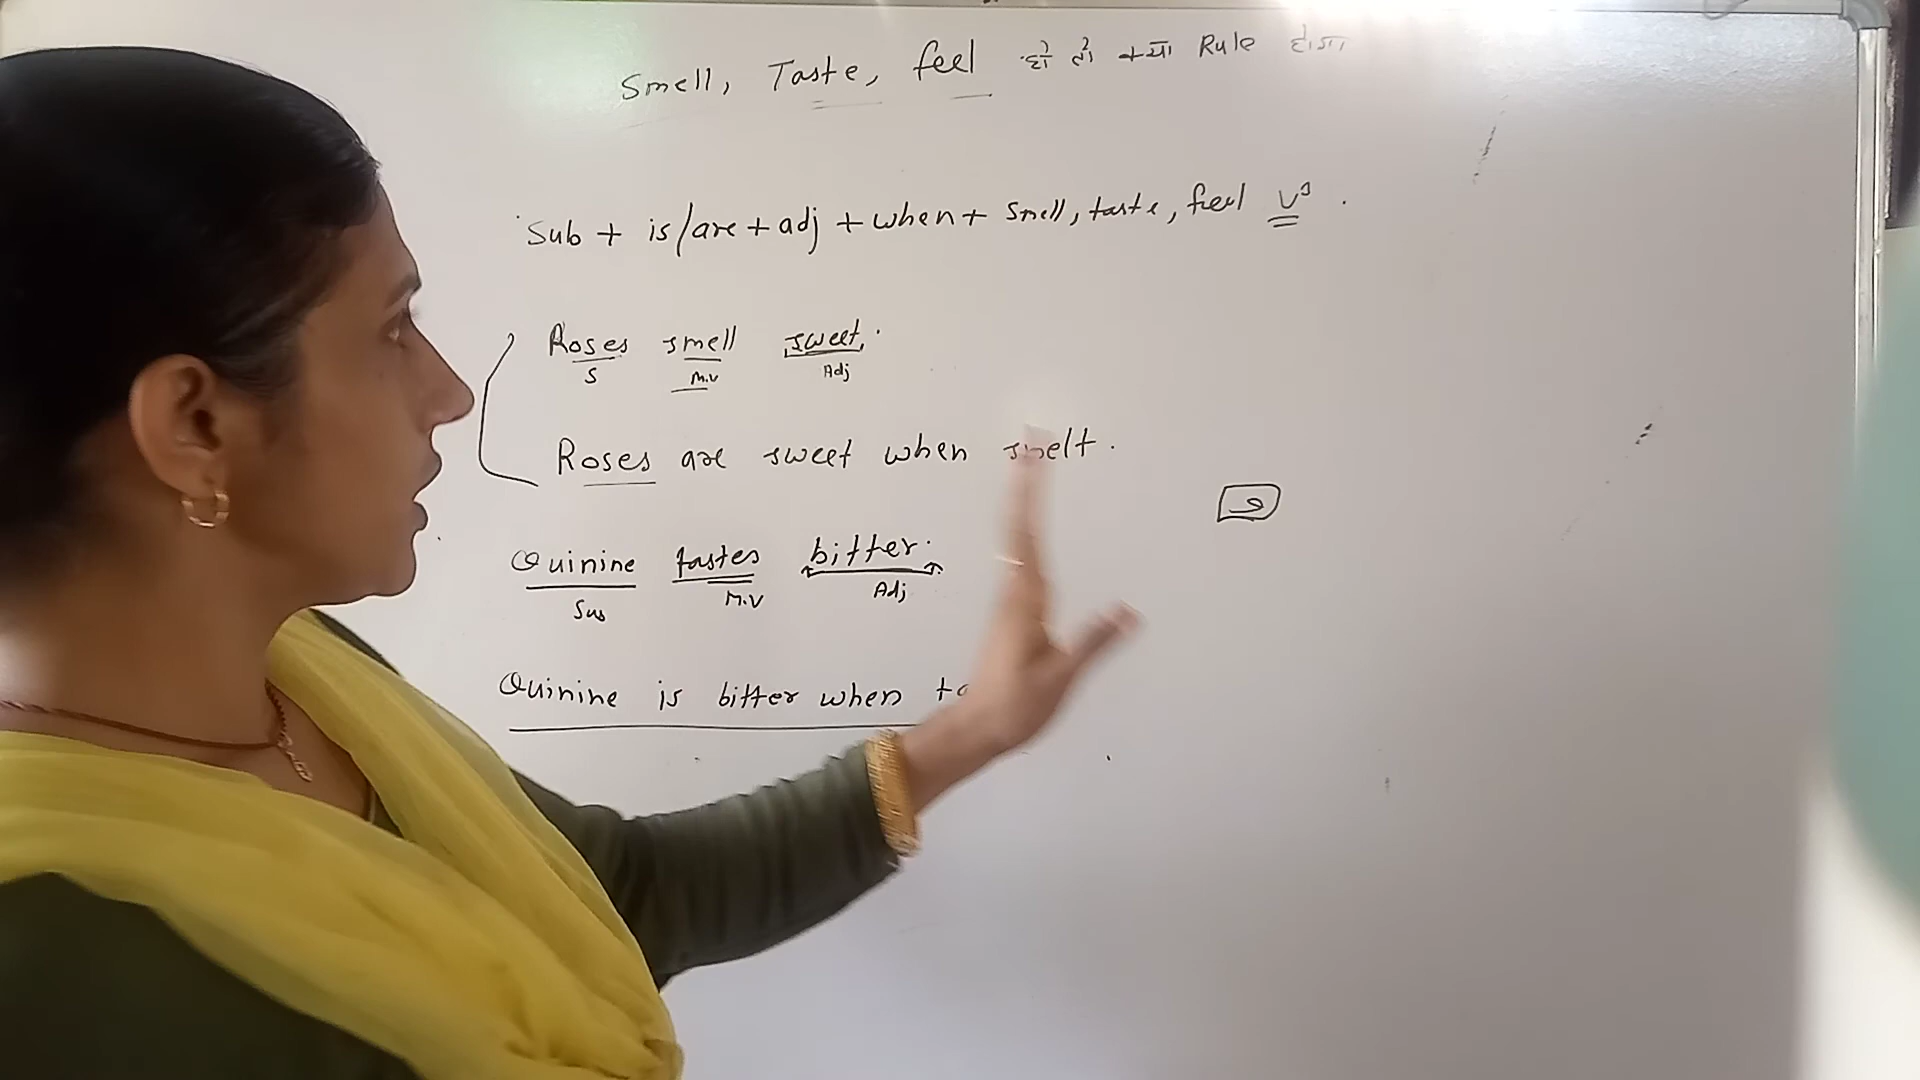 Smell, Taste, feel हो तो क्या Rule होगा
Sub + is/are + adj + when + smell, taste, feel V³.
Roses smell sweet.
S M.V Adj
Roses are sweet when smelt.
Quinine tastes bitter.
Sub M.V Adj
Quinine is bitter when ta